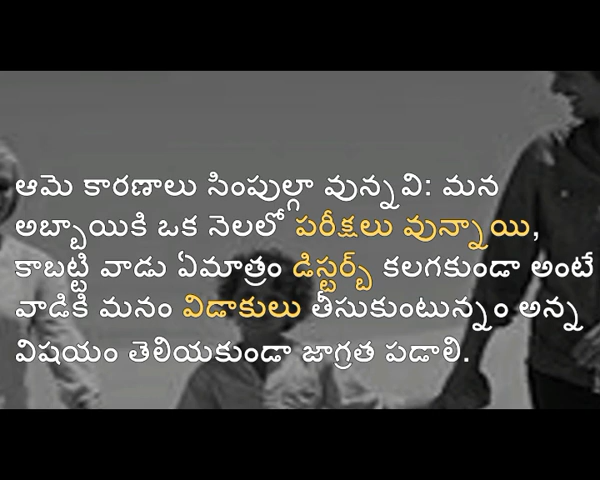 ఆమె కారణాలు సింపుల్గా వున్నవి: మన
అబ్బాయికి ఒక నెలలో పరీక్షలు వున్నాయి,
కాబట్టి వాడు ఏమాత్రం డిస్టర్బ్ కలగకుండా అంటే
వాడికి మనం విడాకులు తీసుకుంటున్నం అన్న
విషయం తెలియకుండా జాగ్రత పడాలి.